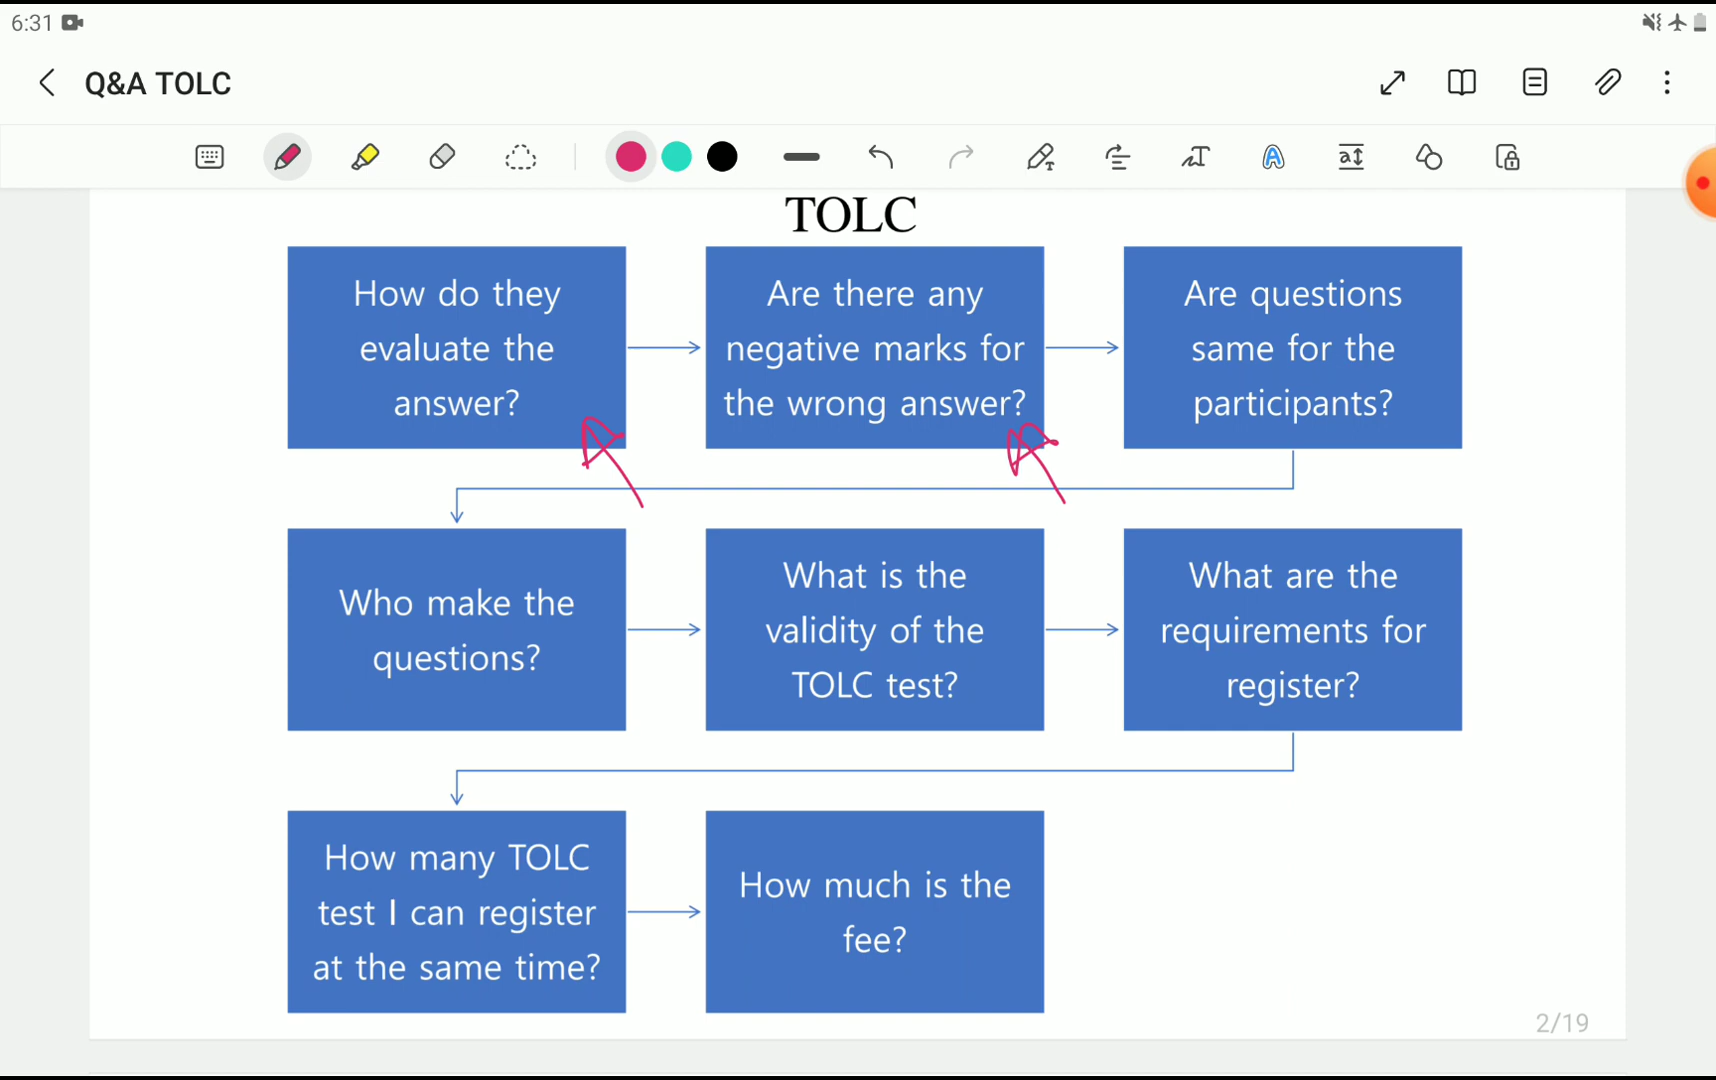 6:31
Q&A TOLC
TOLC
How do they
evaluate the
answer?
Are there any
negative marks for
the wrong answer?
Are questions
same for the
participants?
Who make the
questions?
What is the
validity of the
TOLC test?
What are the
requirements for
register?
How many TOLC
test I can register
at the same time?
How much is the
fee?
2/19